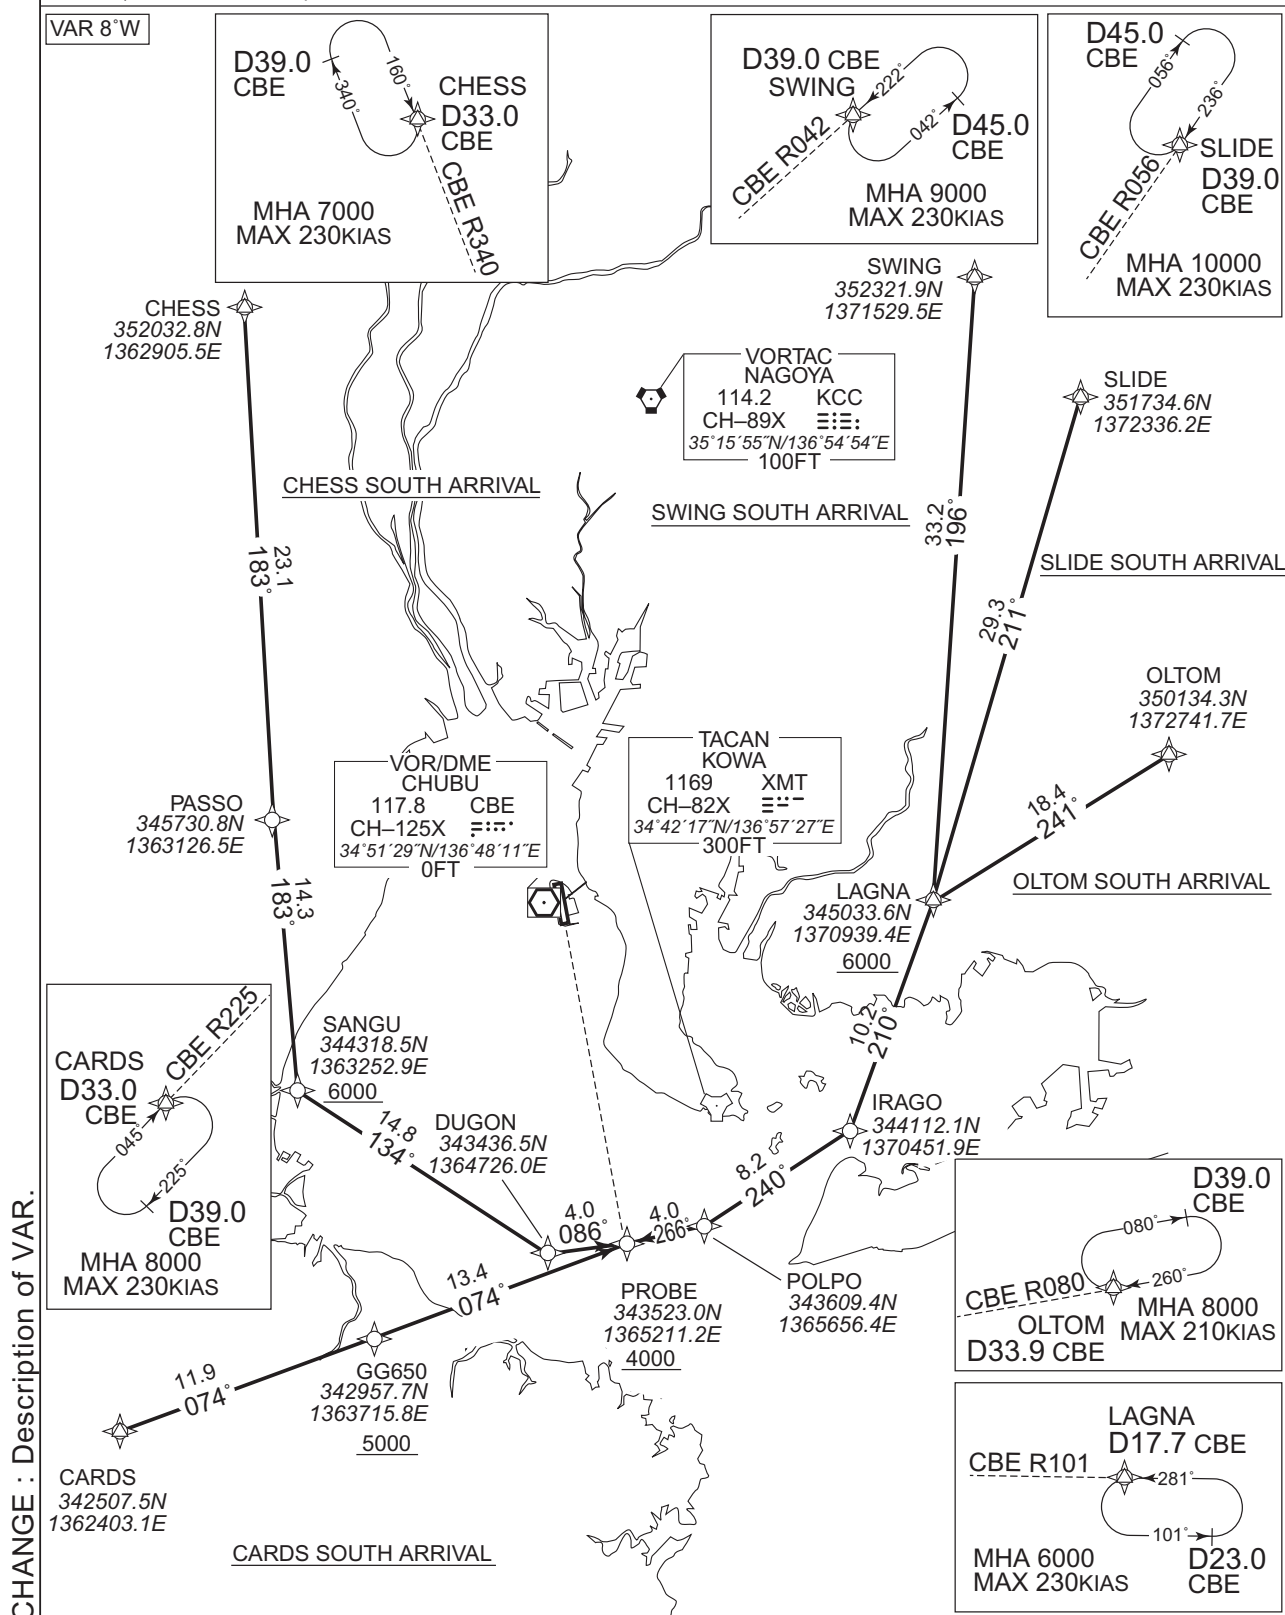 VAR 8°W
D39.0
CBE
160°
340°
CHESS
D33.0
CBE
CBE R340
MHA 7000
MAX 230KIAS
D39.0 CBE
SWING
222°
042°
D45.0
CBE
CBE R042
MHA 9000
MAX 230KIAS
D45.0
CBE
056°
236°
SLIDE
D39.0
CBE
CBE R056
MHA 10000
MAX 230KIAS
CHESS
352032.8N
1362905.5E
SWING
352321.9N
1371529.5E
VORTAC
NAGOYA
114.2 KCC
CH–89X
35°15´55˝N/136°54´54˝E
100FT
SLIDE
351734.6N
1372336.2E
CHESS SOUTH ARRIVAL
SWING SOUTH ARRIVAL
33.2
196°
23.1
183°
SLIDE SOUTH ARRIVAL
29.3
211°
OLTOM
350134.3N
1372741.7E
VOR/DME
CHUBU
117.8 CBE
CH–125X
34°51´29˝N/136°48´11˝E
0FT
TACAN
KOWA
1169 XMT
CH–82X
34°42´17˝N/136°57´27˝E
300FT
PASSO
345730.8N
1363126.5E
18.4
241°
14.3
183°
LAGNA
345033.6N
1370939.4E
6000
OLTOM SOUTH ARRIVAL
CBE R225
CARDS
D33.0
CBE
045°
225°
D39.0
CBE
MHA 8000
MAX 230KIAS
SANGU
344318.5N
1363252.9E
6000
10.2
210°
14.8
134°
DUGON
343436.5N
1364726.0E
IRAGO
344112.1N
1370451.9E
8.2
240°
4.0
086°
4.0
266°
D39.0
CBE
080°
260°
CBE R080
OLTOM
D33.9 CBE
MHA 8000
MAX 210KIAS
13.4
074°
PROBE
343523.0N
1365211.2E
4000
POLPO
343609.4N
1365656.4E
11.9
074°
GG650
342957.7N
1363715.8E
5000
CARDS
342507.5N
1362403.1E
CARDS SOUTH ARRIVAL
LAGNA
D17.7 CBE
CBE R101
281°
101°
D23.0
CBE
MHA 6000
MAX 230KIAS
CHANGE : Description of VAR.